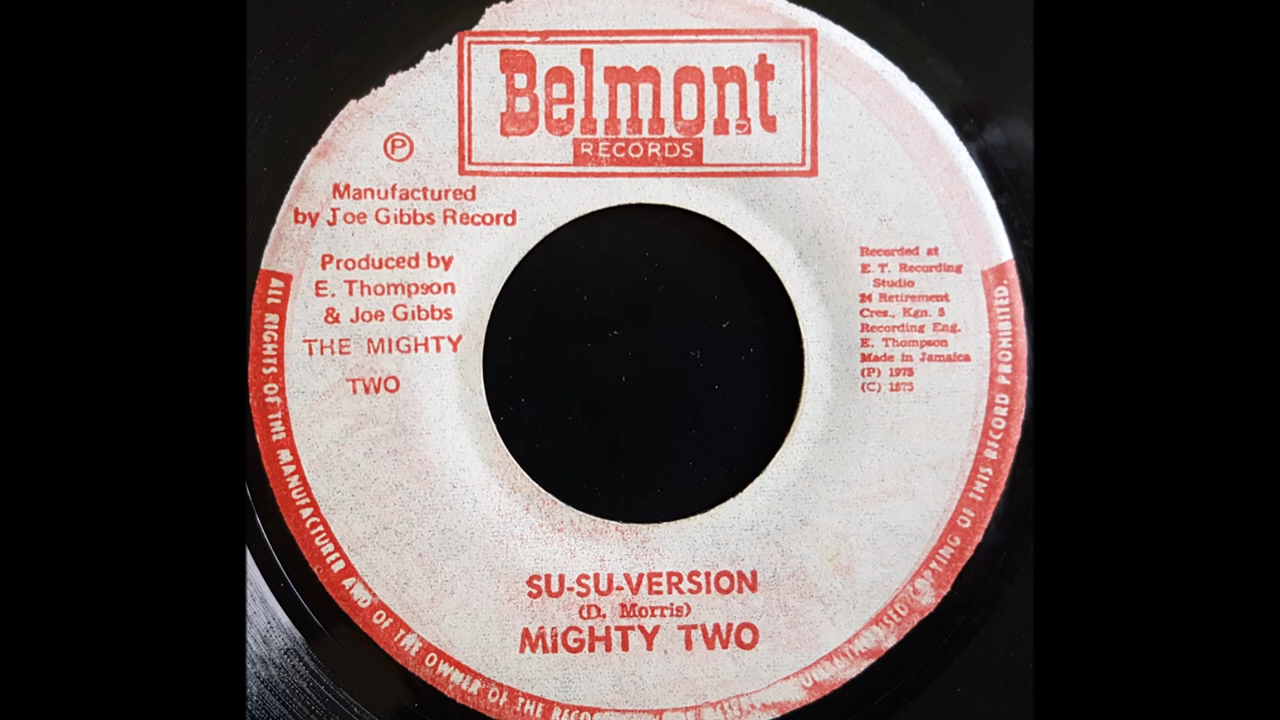 Belmont
RECORDS
P
Manufactured
by Joe Gibbs Record
Produced by
E. Thompson
& Joe Gibbs
THE MIGHTY
TWO
Recorded at
E. T. Recording
Studio
24 Retirement
Cres., Kgn. 5
Recording Eng.
E. Thompson
Made in Jamaica
(P) 1975
(C) 1975
SU-SU-VERSION
(D. Morris)
MIGHTY TWO
ALL RIGHTS OF THE MANUFACTURER AND OF THE OWNER OF THE RECORDED COPYING OF THIS RECORD PROHIBITED.